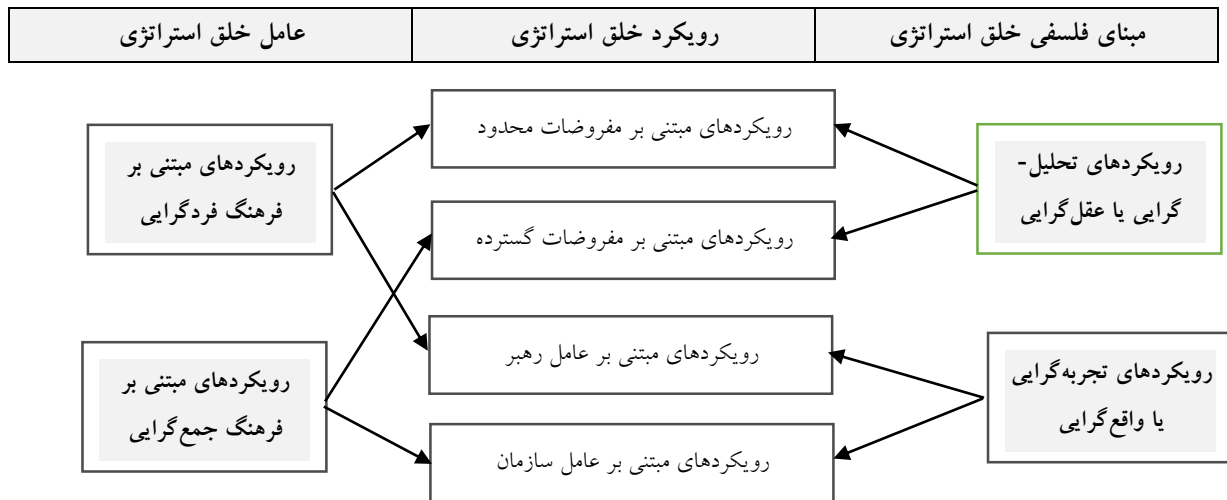 مبنای فلسفی خلق استراتژی
رویکرد خلق استراتژی
عامل خلق استراتژی
رویکردهای تحلیل-
گرایی یا عقل‌گرایی
رویکردهای تجربه‌گرایی
یا واقع‌گرایی
رویکردهای مبتنی بر مفروضات محدود
رویکردهای مبتنی بر مفروضات گسترده
رویکردهای مبتنی بر عامل رهبر
رویکردهای مبتنی بر عامل سازمان
رویکردهای مبتنی بر
فرهنگ فردگرایی
رویکردهای مبتنی بر
فرهنگ جمع‌گرایی